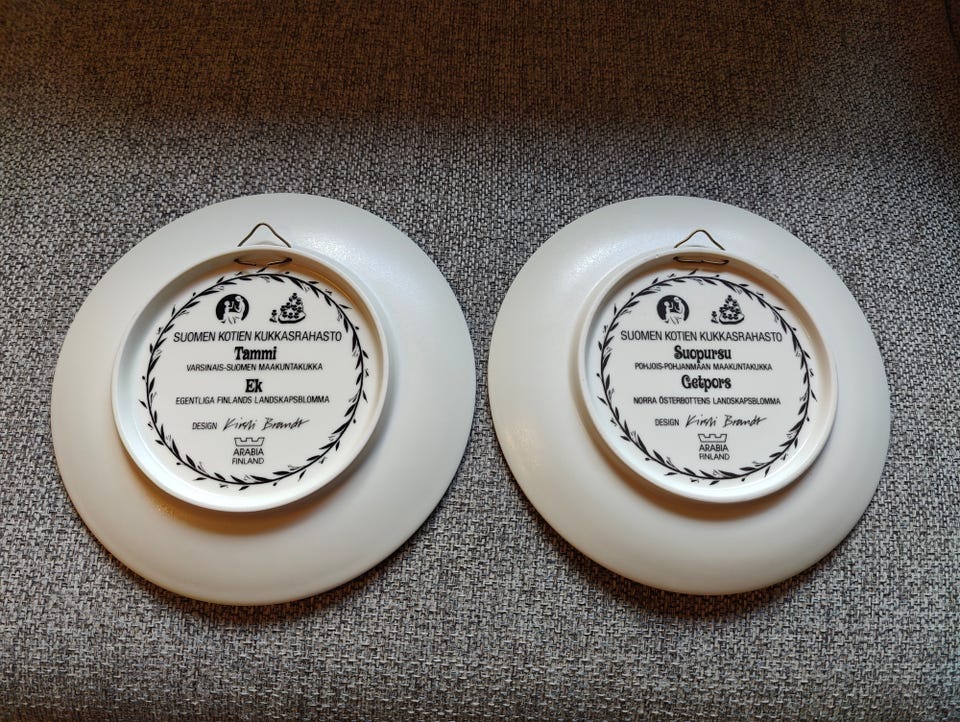 SUOMEN KOTIEN KUKKASRAHASTO
Tammi
VARSINAIS-SUOMEN MAAKUNTAKUKKA
Ek
EGENTLIGA FINLANDS LANDSKAPSBLOMMA
DESIGN Kirsti Brandt
ARABIA
FINLAND
SUOMEN KOTIEN KUKKASRAHASTO
Suopursu
POHJOIS-POHJANMAAN MAAKUNTAKUKKA
Getpors
NORRA ÖSTERBOTTENS LANDSKAPSBLOMMA
DESIGN Kirsti Brandt
ARABIA
FINLAND